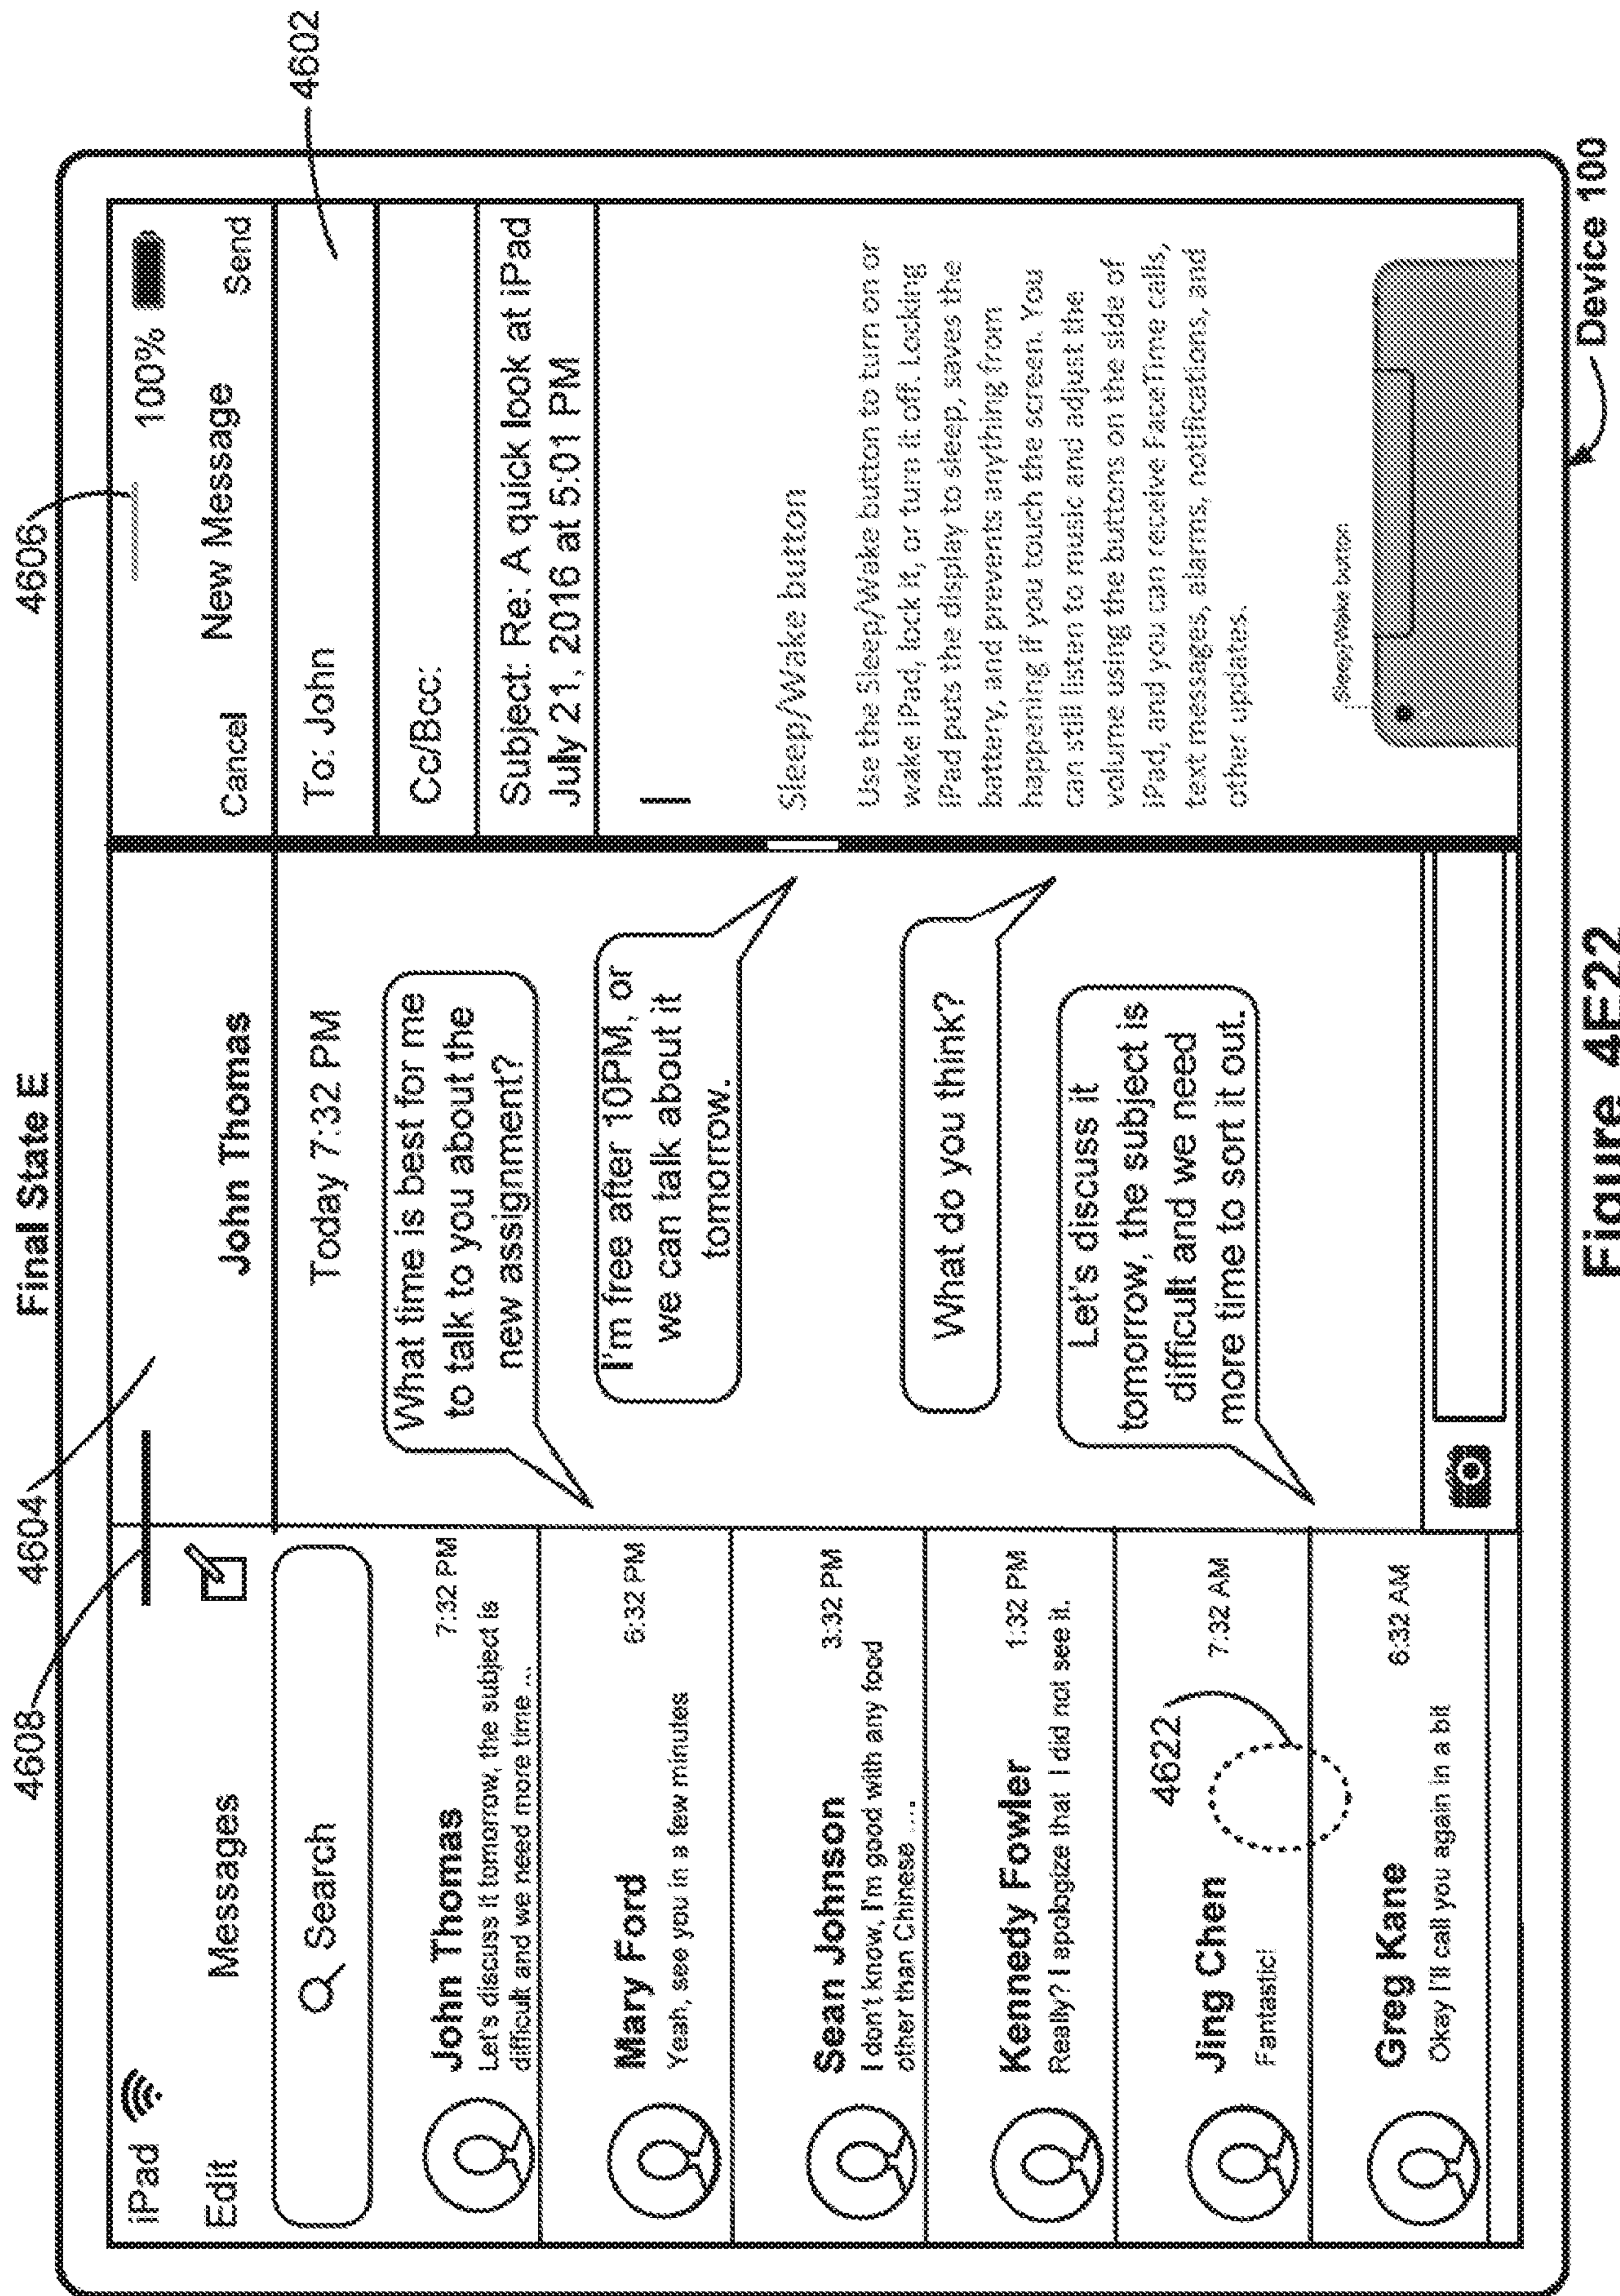 Final State E
4608
4604
4606
4602
iPad
100%
Edit
Messages
John Thomas
Cancel
New Message
Send
Search
John Thomas
7:32 PM
Let's discuss it tomorrow, the subject is
difficult and we need more time ...
Mary Ford
6:32 PM
Yeah, see you in a few minutes
Sean Johnson
3:32 PM
I don't know, I'm good with any food
other than Chinese ....
Kennedy Fowler
1:32 PM
Really? I apologize that I did not see it.
4622
Jing Chen
7:32 AM
Fantastic!
Greg Kane
6:32 AM
Okay I'll call you again in a bit
Today 7:32 PM
What time is best for me
to talk to you about the
new assignment?
I'm free after 10PM, or
we can talk about it
tomorrow.
What do you think?
Let's discuss it
tomorrow, the subject is
difficult and we need
more time to sort it out.
To: John
Cc/Bcc:
Subject: Re: A quick look at iPad
July 21, 2016 at 5:01 PM
Sleep/Wake button
Use the Sleep/Wake button to turn on or
wake iPad, lock it, or turn it off. Locking
iPad puts the display to sleep, saves the
battery, and prevents anything from
happening if you touch the screen. You
can still listen to music and adjust the
volume using the buttons on the side of
iPad, and you can receive FaceTime calls,
text messages, alarms, notifications, and
other updates.
Sleep/Wake button
Device 100
Figure 4E22